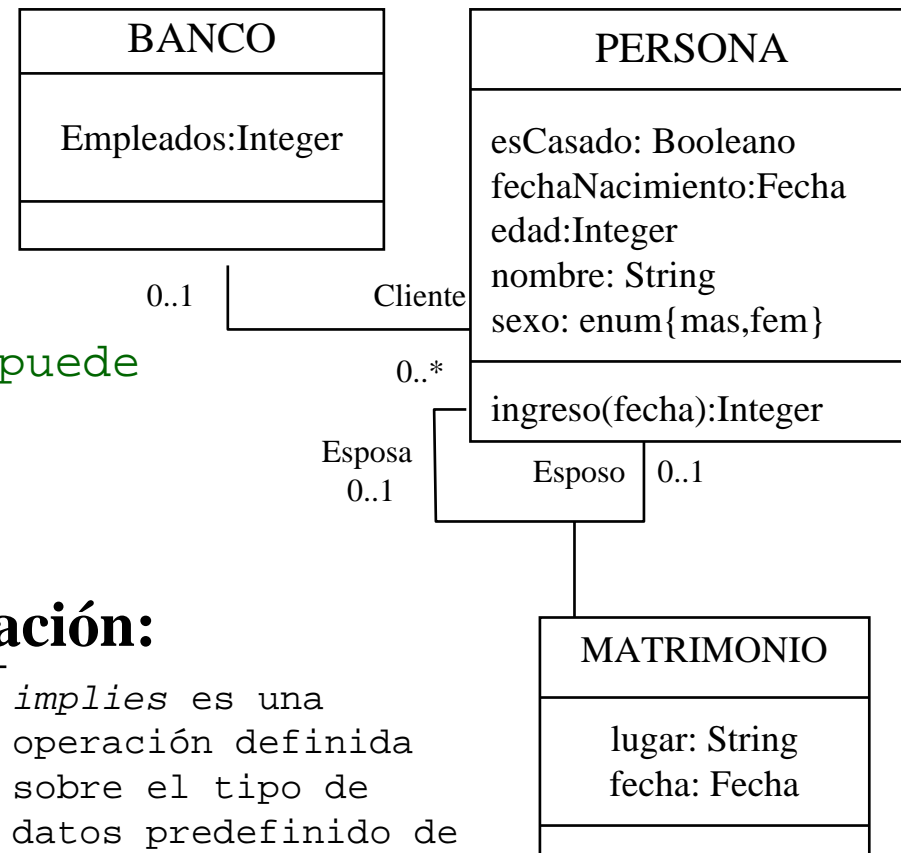 BANCO
Empleados:Integer
PERSONA
esCasado: Booleano
fechaNacimiento:Fecha
edad:Integer
nombre: String
sexo: enum{mas,fem}
ingreso(fecha):Integer
0..1
Cliente
0..*
puede
Esposa
0..1
Esposo
0..1
ación:
implies es una
operación definida
sobre el tipo de
datos predefinido de
MATRIMONIO
lugar: String
fecha: Fecha